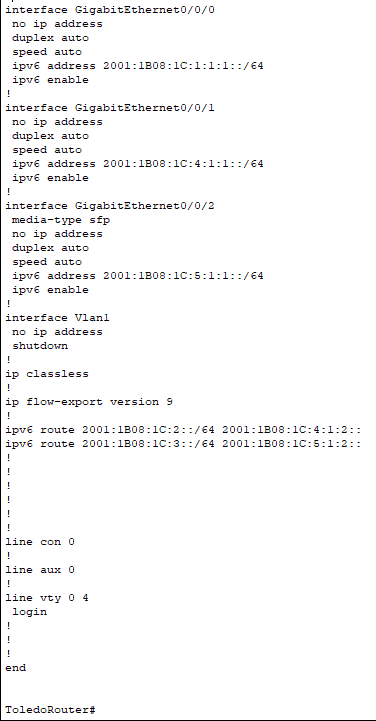 interface GigabitEthernet0/0/0
no ip address
duplex auto
speed auto
ipv6 address 2001:1B08:1C:1:1:1::/64
ipv6 enable
!
interface GigabitEthernet0/0/1
no ip address
duplex auto
speed auto
ipv6 address 2001:1B08:1C:4:1:1::/64
ipv6 enable
!
interface GigabitEthernet0/0/2
media-type sfp
no ip address
duplex auto
speed auto
ipv6 address 2001:1B08:1C:5:1:1::/64
ipv6 enable
!
interface Vlan1
no ip address
shutdown
!
ip classless
!
ip flow-export version 9
!
ipv6 route 2001:1B08:1C:2::/64 2001:1B08:1C:4:1:2::
ipv6 route 2001:1B08:1C:3::/64 2001:1B08:1C:5:1:2::
!
!
!
!
!
!
line con 0
!
line aux 0
!
line vty 0 4
login
!
!
!
end
ToledoRouter#